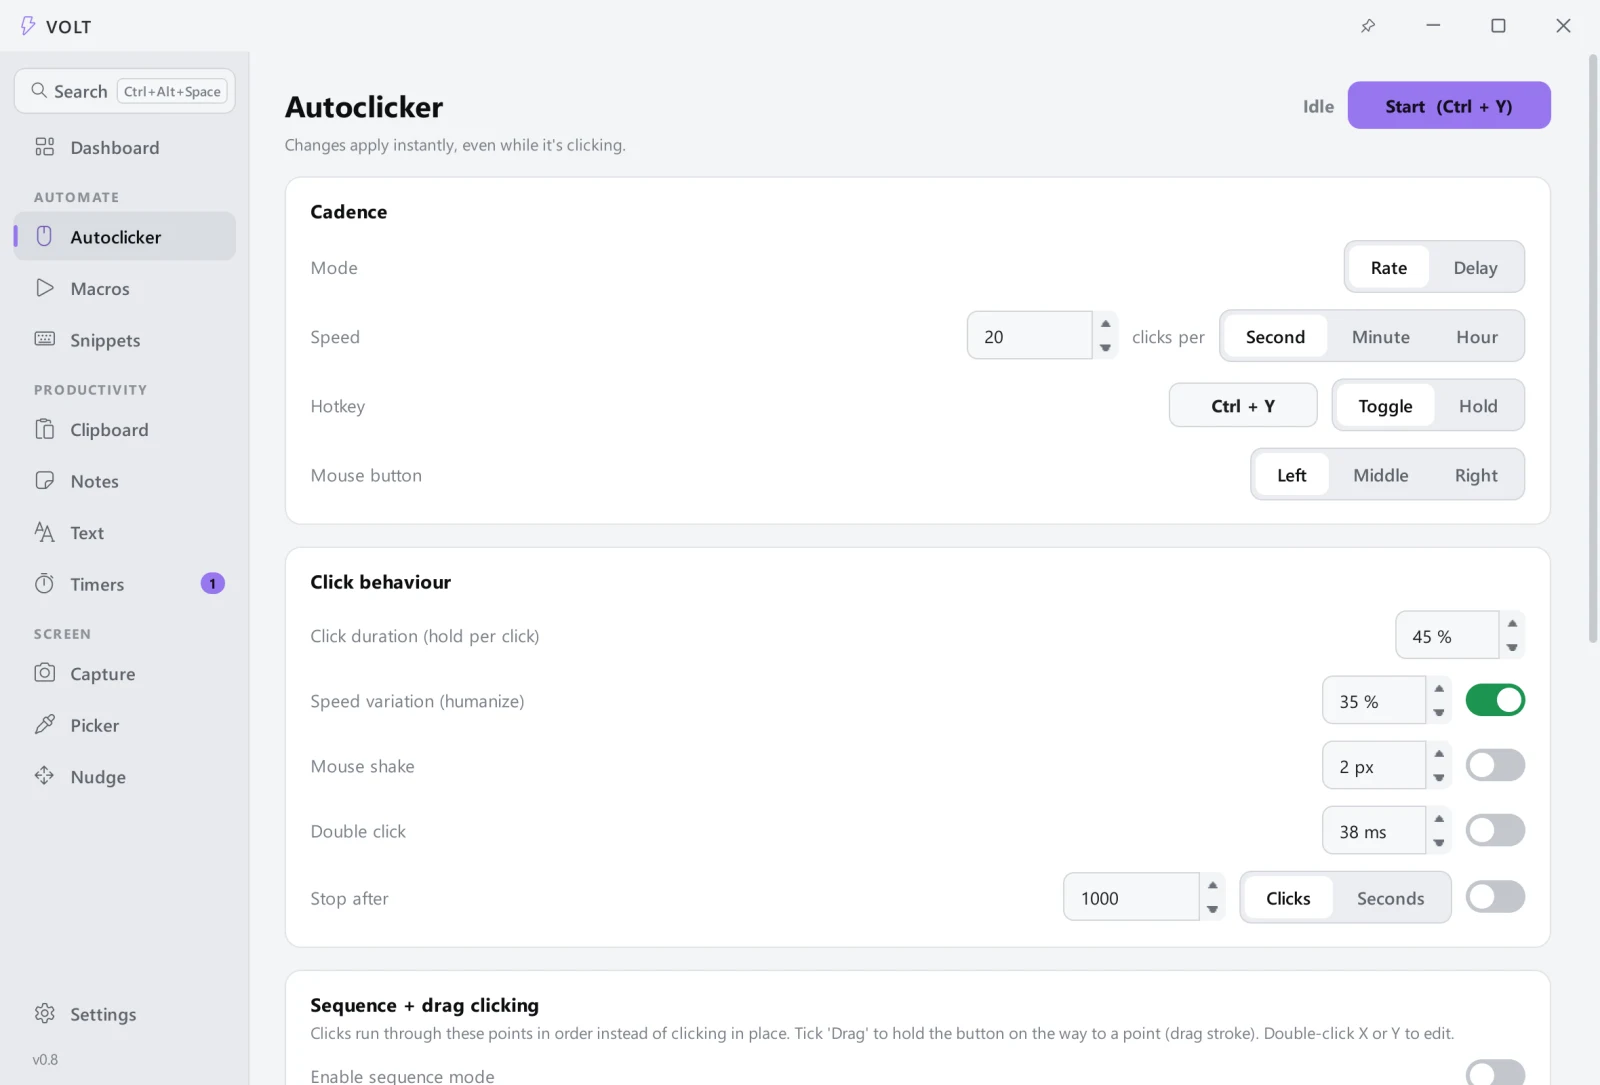 VOLT
Search Ctrl+Alt+Space
Dashboard
AUTOMATE
Autoclicker
Macros
Snippets
PRODUCTIVITY
Clipboard
Notes
Text
Timers 1
SCREEN
Capture
Picker
Nudge
Settings
v0.8
Autoclicker
Idle Start (Ctrl + Y)
Changes apply instantly, even while it's clicking.
Cadence
Mode Rate Delay
Speed 20 clicks per Second Minute Hour
Hotkey Ctrl + Y Toggle Hold
Mouse button Left Middle Right
Click behaviour
Click duration (hold per click) 45 %
Speed variation (humanize) 35 %
Mouse shake 2 px
Double click 38 ms
Stop after 1000 Clicks Seconds
Sequence + drag clicking
Clicks run through these points in order instead of clicking in place. Tick 'Drag' to hold the button on the way to a point (drag stroke). Double-click X or Y to edit.
Enable sequence mode